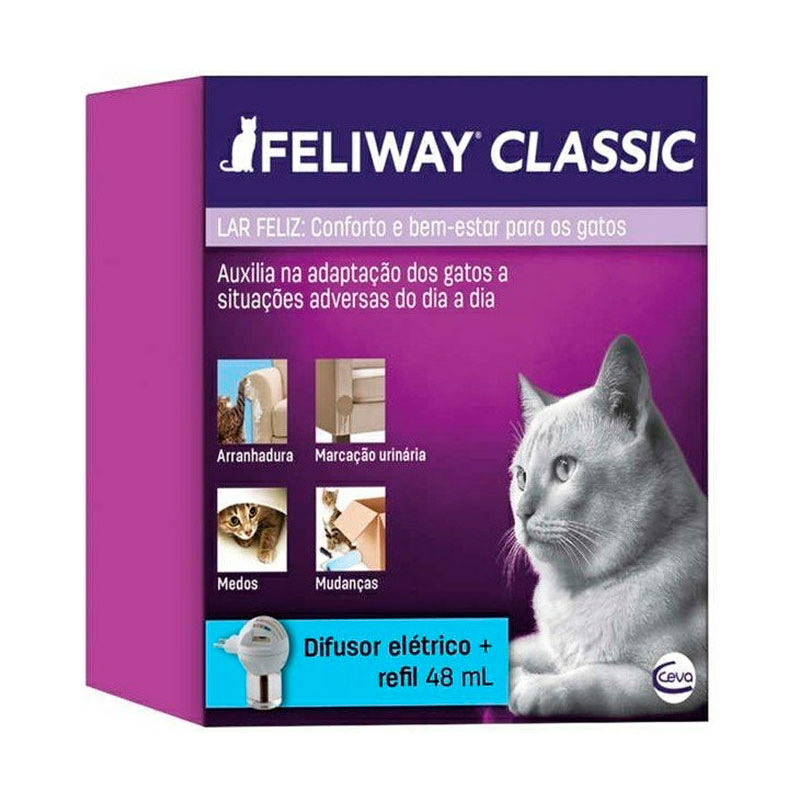 FELIWAY® CLASSIC
LAR FELIZ: Conforto e bem-estar para os gatos
Auxilia na adaptação dos gatos a
situações adversas do dia a dia
Arranhadura
Marcação urinária
Medos
Mudanças
Difusor elétrico +
refil 48 mL
Ceva